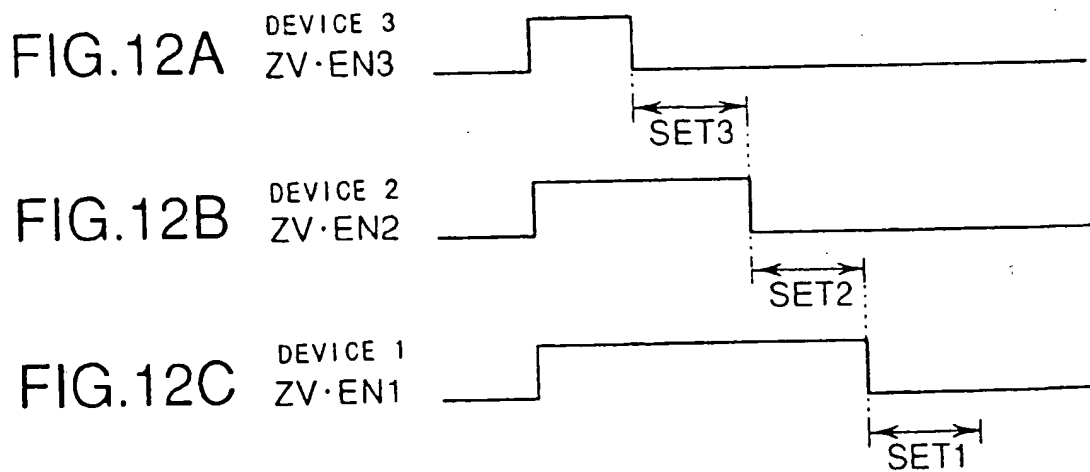 FIG.12A DEVICE 3
ZV·EN3
SET3
FIG.12B DEVICE 2
ZV·EN2
SET2
FIG.12C DEVICE 1
ZV·EN1
SET1